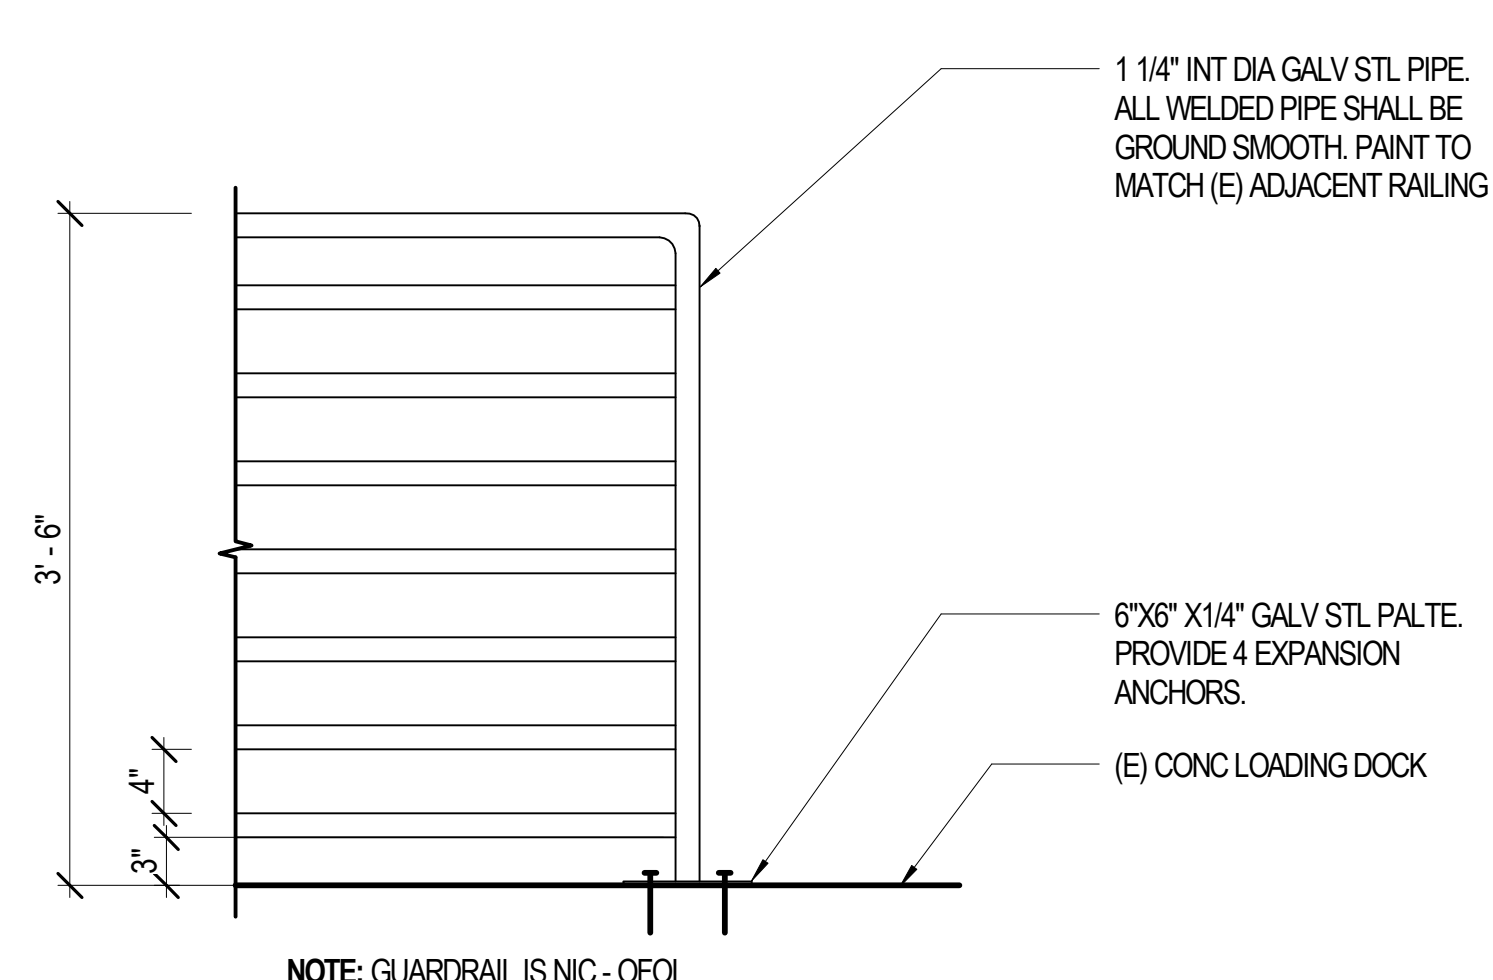 1 1/4" INT DIA GALV STL PIPE.
ALL WELDED PIPE SHALL BE
GROUND SMOOTH. PAINT TO
MATCH (E) ADJACENT RAILING
3' - 6"
6"X6" X1/4" GALV STL PALTE.
PROVIDE 4 EXPANSION
ANCHORS.
(E) CONC LOADING DOCK
4"
3"
NOTE: GUARDRAIL IS NIC - OFOI